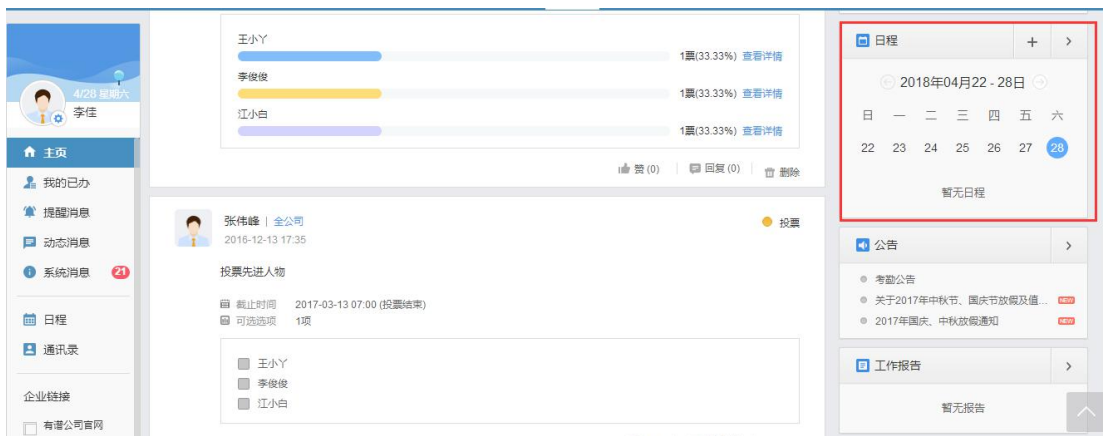 4/28 星期六
李佳
主页
我的已办
提醒消息
动态消息
系统消息 21
日程
通讯录
企业链接
有谱公司官网
王小丫
1票(33.33%) 查看详情
李俊俊
1票(33.33%) 查看详情
江小白
1票(33.33%) 查看详情
赞(0) 回复(0) 删除
张伟峰 | 全公司
投票
2016-12-13 17:35
投票先进人物
截止时间 2017-03-13 07:00 (投票结束)
可选选项 1项
王小丫
李俊俊
江小白
日程 + >
2018年04月22 - 28日
日 一 二 三 四 五 六
22 23 24 25 26 27 28
暂无日程
公告 >
考勤公告
关于2017年中秋节、国庆节放假及值... NEW
2017年国庆、中秋放假通知 NEW
工作报告 >
暂无报告